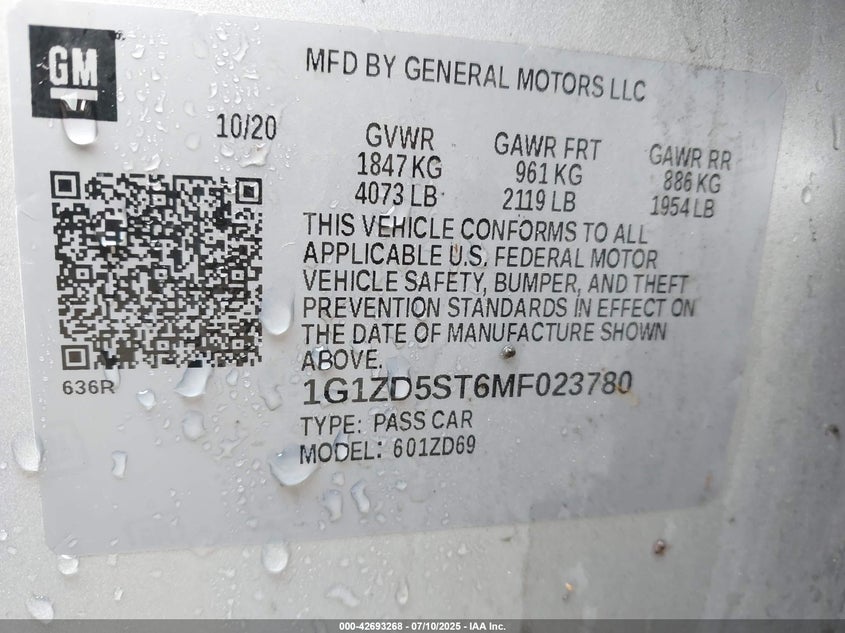 GM
MFD BY GENERAL MOTORS LLC
10/20
GVWR
1847 KG
4073 LB
GAWR FRT
961 KG
2119 LB
GAWR RR
886 KG
1954 LB
THIS VEHICLE CONFORMS TO ALL
APPLICABLE U.S. FEDERAL MOTOR
VEHICLE SAFETY, BUMPER, AND THEFT
PREVENTION STANDARDS IN EFFECT ON
THE DATE OF MANUFACTURE SHOWN
ABOVE.
636R
1G1ZD5ST6MF023780
TYPE: PASS CAR
MODEL: 601ZD69
000-42693268 - 07/10/2025 - IAA Inc.